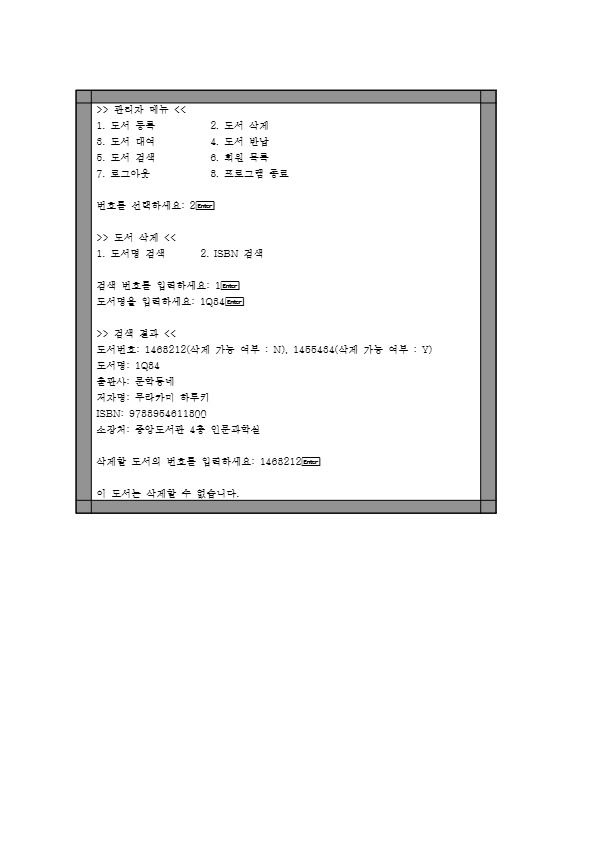 >> 관리자 메뉴 <<
1. 도서 등록 2. 도서 삭제
3. 도서 대여 4. 도서 반납
5. 도서 검색 6. 회원 목록
7. 로그아웃 8. 프로그램 종료
번호를 선택하세요: 2Enter
>> 도서 삭제 <<
1. 도서명 검색 2. ISBN 검색
검색 번호를 입력하세요: 1Enter
도서명을 입력하세요: 1Q84Enter
>> 검색 결과 <<
도서번호: 1468212(삭제 가능 여부 : N), 1455434(삭제 가능 여부 : Y)
도서명: 1Q84
출판사: 문학동네
저자명: 무라카미 하루키
ISBN: 9788954611800
소장처: 중앙도서관 4층 인문과학실
삭제할 도서의 번호를 입력하세요: 1468212Enter
이 도서는 삭제할 수 없습니다.